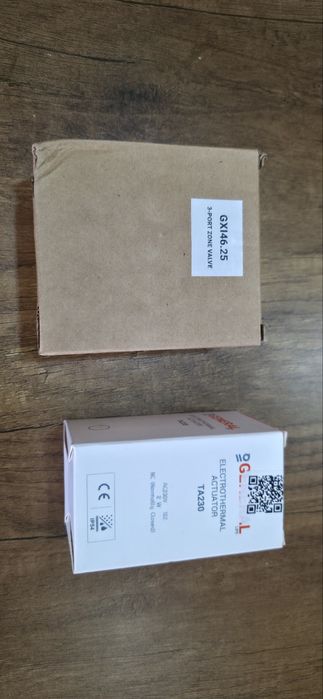 GXI46.25
3-PORT ZONE VALVE
ELECTROTHERMAL
ACTUATOR
TA230
AC230V
2 W
NC (Normally Closed)
CE
IP54